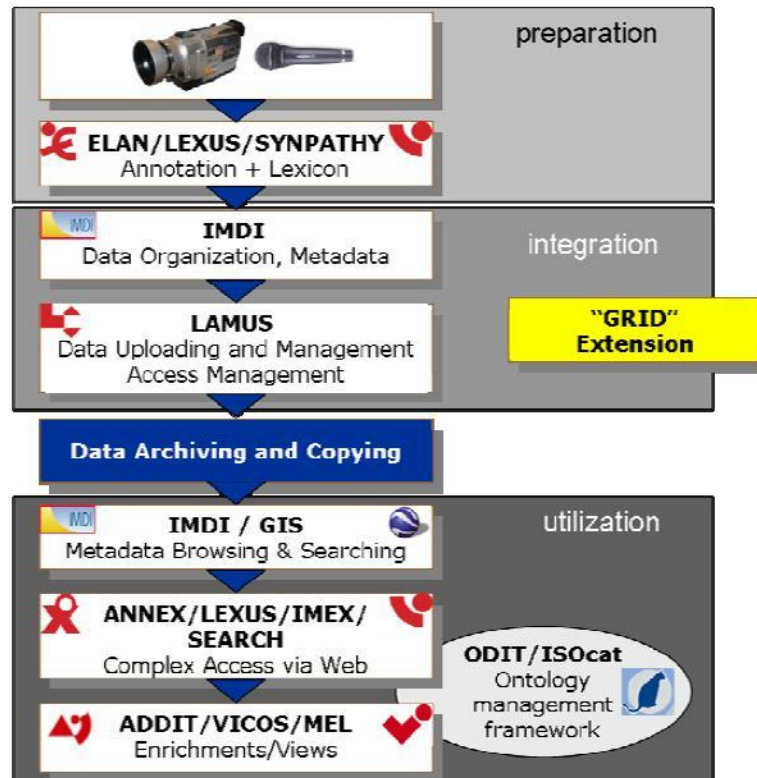 preparation
ELAN/LEXUS/SYNPATHY
Annotation + Lexicon
IMDI
IMDI
Data Organization, Metadata
integration
LAMUS
Data Uploading and Management
Access Management
"GRID"
Extension
Data Archiving and Copying
IMDI
IMDI / GIS
Metadata Browsing & Searching
utilization
ANNEX/LEXUS/IMEX/
SEARCH
Complex Access via Web
ODIT/ISOcat
Ontology
management
framework
ADDIT/VICOS/MEL
Enrichments/Views